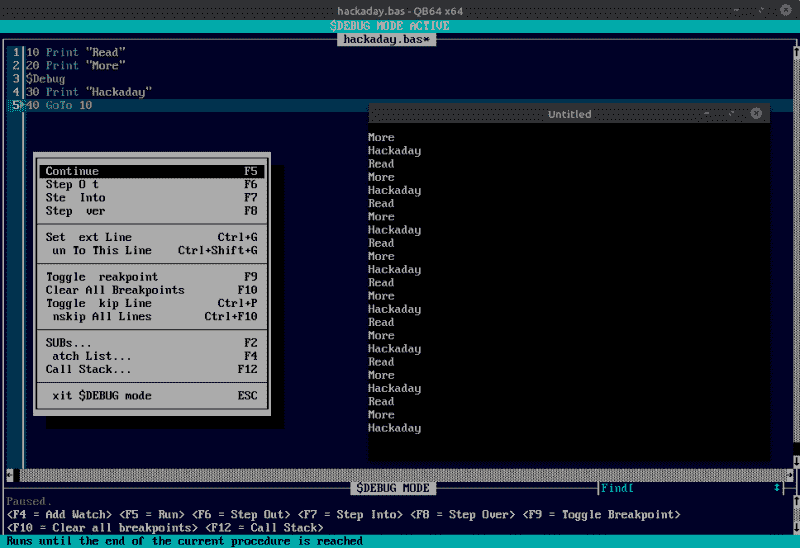 hackaday.bas - QB64 x64
$DEBUG MODE ACTIVE
hackaday.bas*
1 10 Print "Read"
2 20 Print "More"
3 $Debug
4 30 Print "Hackaday"
5 40 GoTo 10
Continue F5
Step O t F6
Ste Into F7
Step ver F8
Set ext Line Ctrl+G
un To This Line Ctrl+Shift+G
Toggle reakpoint F9
Clear All Breakpoints F10
Toggle kip Line Ctrl+P
nskip All Lines Ctrl+F10
SUBs... F2
atch List... F4
Call Stack... F12
xit $DEBUG mode ESC
Untitled
More
Hackaday
Read
More
Hackaday
Read
More
Hackaday
Read
More
Hackaday
Read
More
Hackaday
Read
More
Hackaday
Read
More
Hackaday
Read
More
Hackaday
$DEBUG MODE
Find[
Paused.
<F4 = Add Watch> <F5 = Run> <F6 = Step Out> <F7 = Step Into> <F8 = Step Over> <F9 = Toggle Breakpoint>
<F10 = Clear all breakpoints> <F12 = Call Stack>
Runs until the end of the current procedure is reached